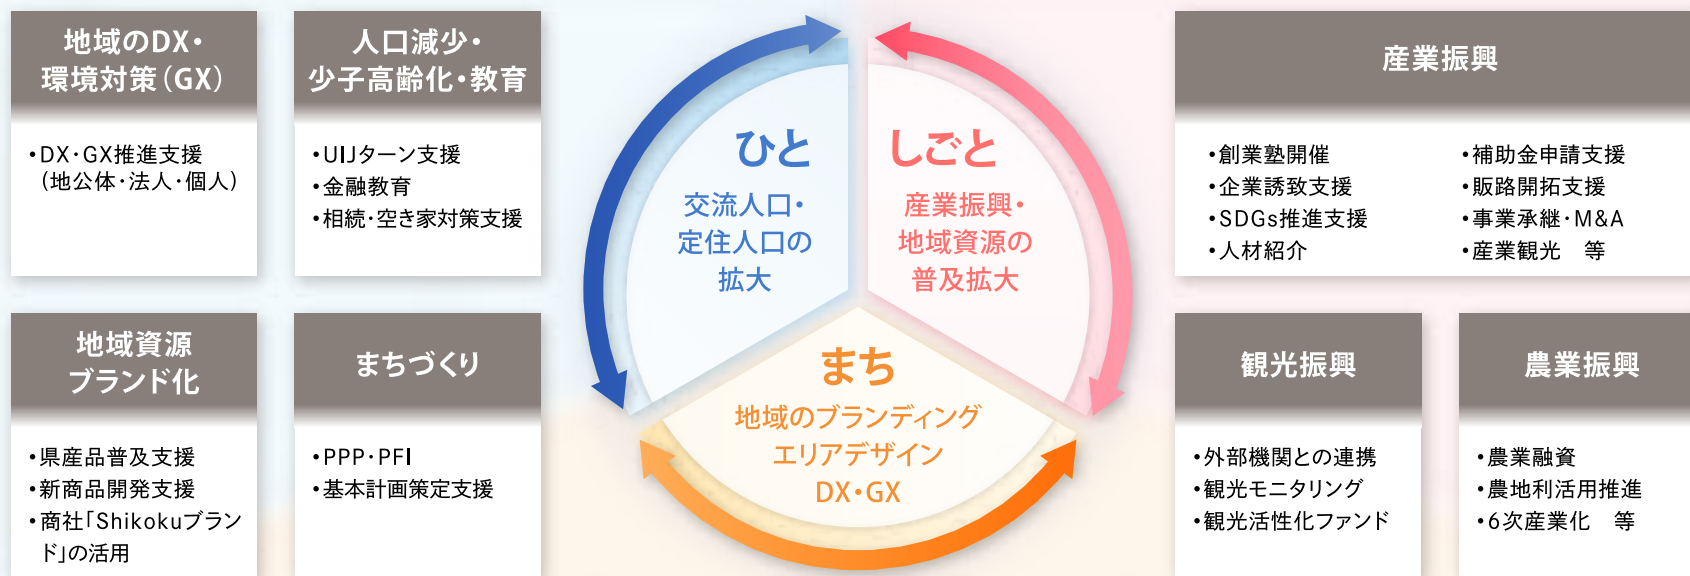 地域のDX・
環境対策（GX）
・DX・GX推進支援
（地公体・法人・個人）
人口減少・
少子高齢化・教育
・UIJターン支援
・金融教育
・相続・空き家対策支援
地域資源
ブランド化
・県産品普及支援
・新商品開発支援
・商社「Shikokuブラン
ド」の活用
まちづくり
・PPP・PFI
・基本計画策定支援
ひと
交流人口・
定住人口の
拡大
しごと
産業振興・
地域資源の
普及拡大
まち
地域のブランディング
エリアデザイン
DX・GX
産業振興
・創業塾開催
・企業誘致支援
・SDGs推進支援
・人材紹介
・補助金申請支援
・販路開拓支援
・事業承継・M&A
・産業観光　等
観光振興
・外部機関との連携
・観光モニタリング
・観光活性化ファンド
農業振興
・農業融資
・農地利活用推進
・6次産業化　等